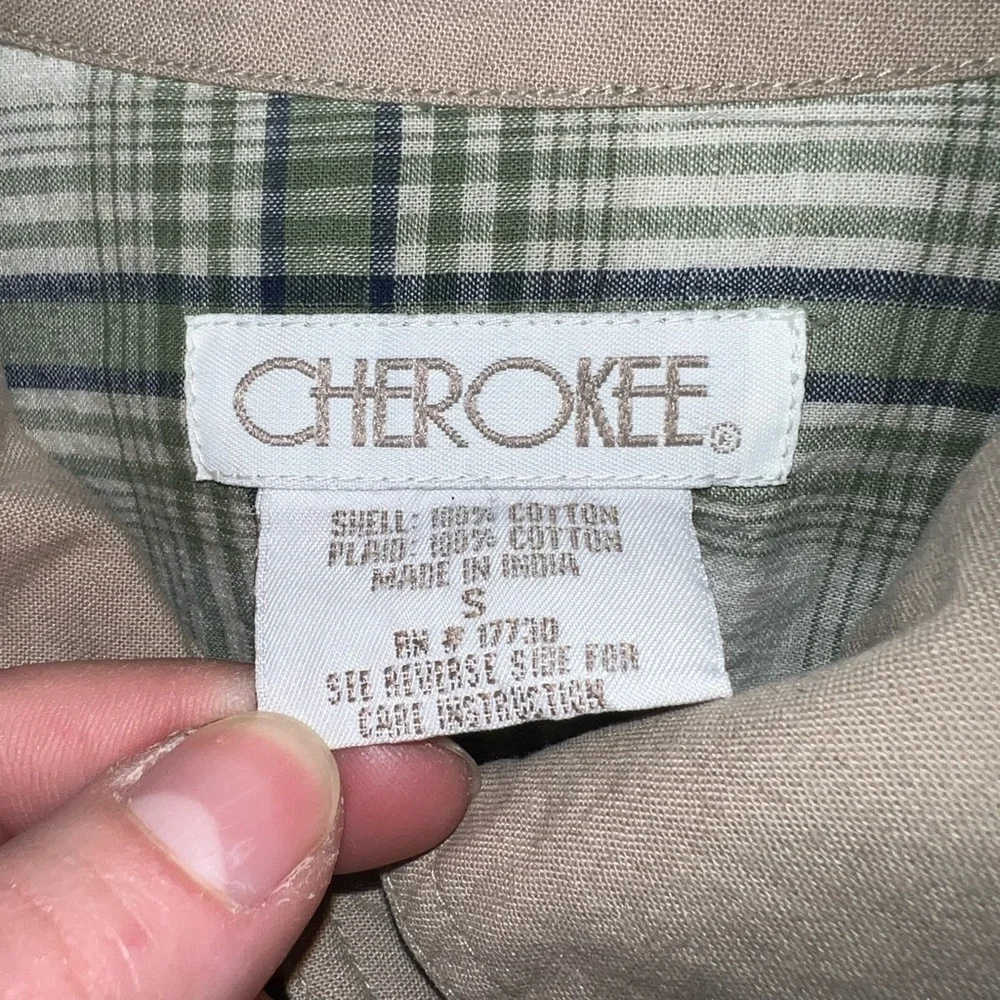 CHEROKEE®
SHELL: 100% COTTON
PLAID: 100% COTTON
MADE IN INDIA
S
RN # 17730
SEE REVERSE SIDE FOR
CARE INSTRUCTION